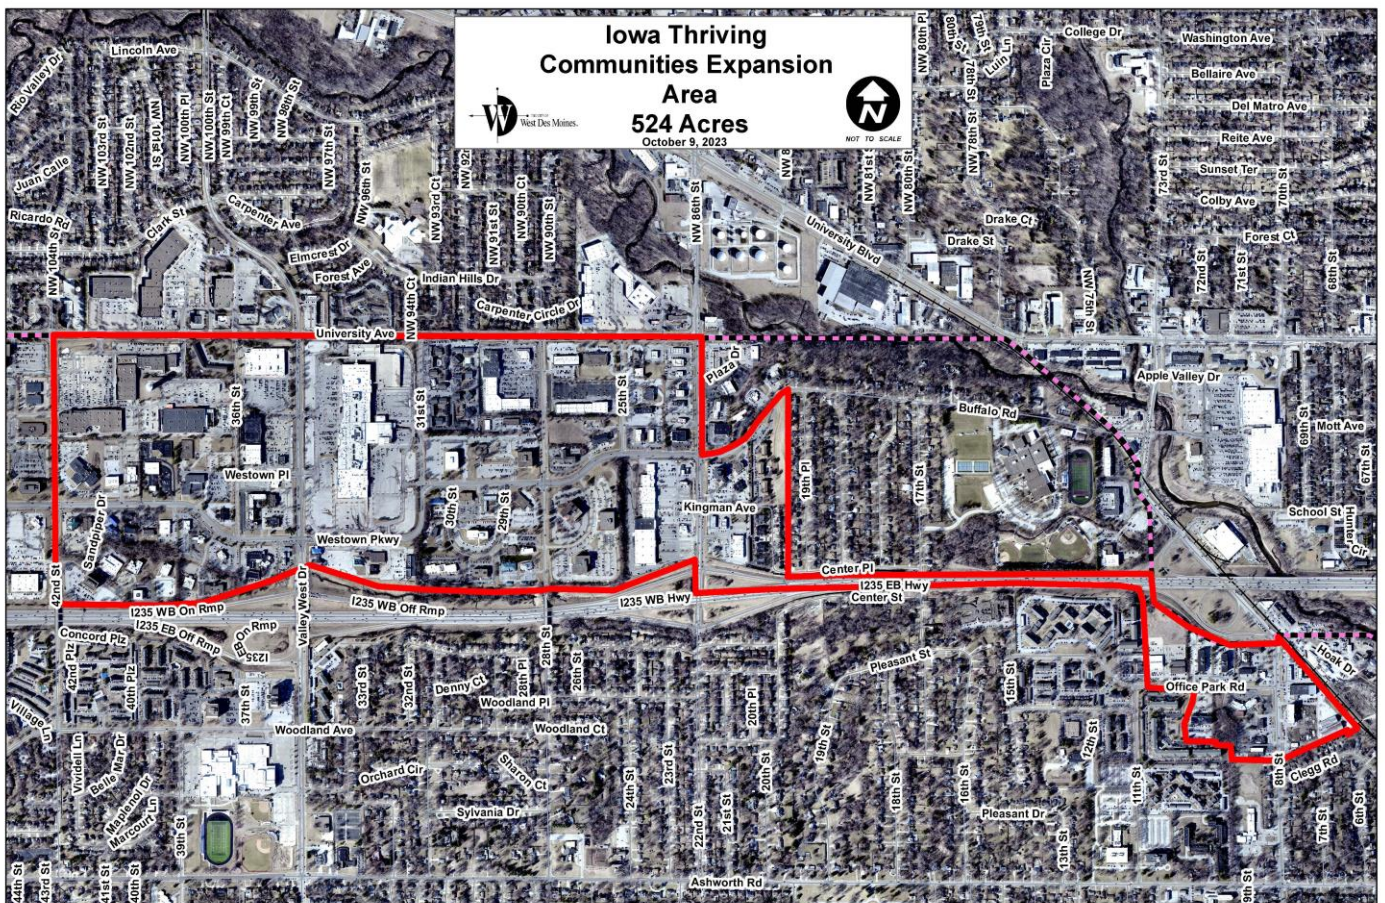 Iowa Thriving
Communities Expansion
Area
524 Acres
October 9, 2023
W
West Des Moines.
N
NOT TO SCALE
Lincoln Ave
Rio Valley Dr
NW 103rd St
NW 102nd St
NW 101st St
NW 100th Pl
NW 100th St
NW 99th Ct
NW 99th St
NW 98th St
NW 97th St
NW 96th St
NW 93rd Ct
NW 92
NW 91st St
NW 90th Ct
NW 90th St
NW 86th St
NW 8
NW 81st
NW 80th St
NW 80th Pl
80th St
79th St
Luin Ln
78th St
NW 78th St
Plaza Cir
College Dr
Washington Ave
Bellaire Ave
Del Matro Ave
Reite Ave
Sunset Ter
Colby Ave
73rd St
70th St
Juan Calle
Ricardo Rd
NW 104th St
Clark St
Carpenter Ave
Elmcrest Dr
Forest Ave
Indian Hills Dr
NW 94th Ct
Carpenter Circle Dr
University Blvd
Drake Ct
Drake St
NW 75th St
72nd St
71st St
Forest Ct
68th St
University Ave
Plaza Dr
Apple Valley Dr
36th St
31st St
25th St
Buffalo Rd
69th St
Mott Ave
67th St
Westown Pl
30th St
29th St
19th Pl
17th St
Kingman Ave
School St
Hunter Cir
Sandpiper Dr
Westown Pkwy
42nd St
Valley West Dr
Center Pl
I235 EB Hwy
Center St
I235 WB On Rmp
I235 WB Off Rmp
I235 WB Hwy
I235 EB Off Rmp
I235 EB On Rmp
Concord Plz
42nd Plz
40th Plz
37th St
33rd St
32nd St
Denny Ct
28th St
28th Pl
26th St
Woodland Pl
Woodland Ave
Woodland Ct
Village Ln
Vividell Ln
Belle Mar Dr
Maplenol Dr
Marcourt Ln
39th St
Orchard Cir
Sharon Ct
Sylvania Dr
24th St
23rd St
22nd St
21st St
20th Pl
20th St
19th St
Pleasant St
18th St
16th St
15th St
Pleasant Dr
13th St
12th St
11th St
Office Park Rd
Hoak Dr
8th St
Clegg Rd
7th St
6th St
9th St
44th St
43rd St
41st St
40th St
Ashworth Rd